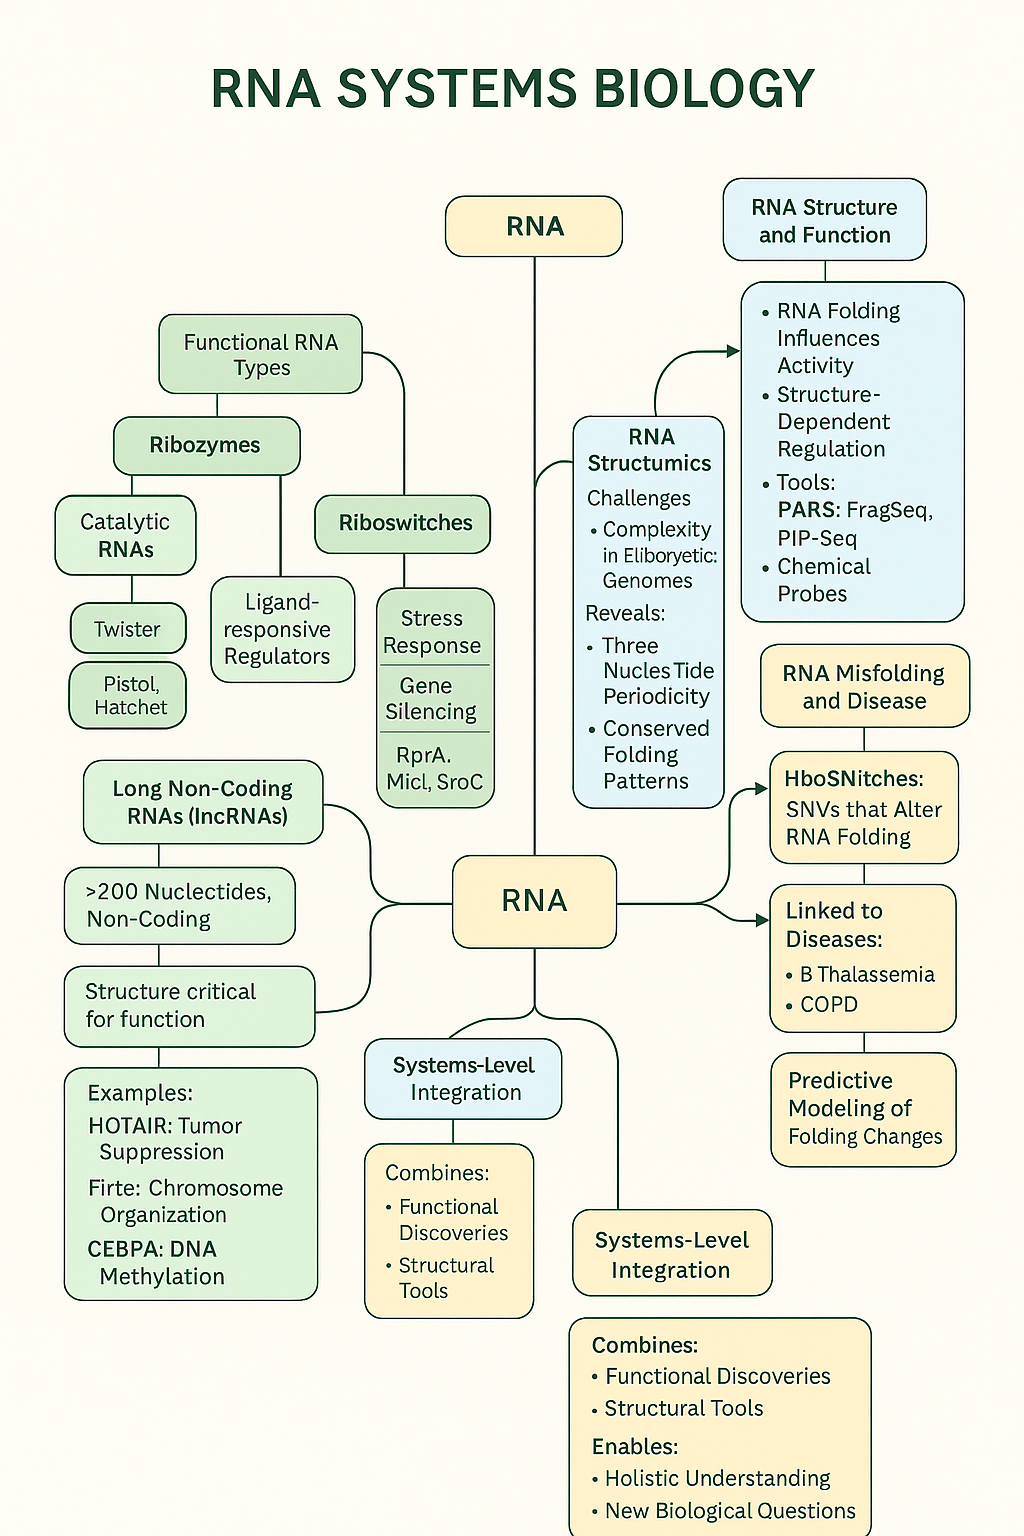 RNA SYSTEMS BIOLOGY
RNA
RNA Structure
and Function
• RNA Folding
Influences
Activity
• Structure-
Dependent
Regulation
• Tools:
PARS: FragSeq,
PIP-Seq
• Chemical
Probes
Functional RNA
Types
Ribozymes
Catalytic
RNAs
Twister
Pistol,
Hatchet
Ligand-
responsive
Regulators
Riboswitches
Stress
Response
Gene
Silencing
RprA.
Micl, SroC
RNA
Structumics
Challenges
• Complexity
in Eliboryetic:
Genomes
Reveals:
• Three
Nucles Tide
Periodicity
• Conserved
Folding
Patterns
RNA Misfolding
and Disease
HboSNitches:
SNVs that Alter
RNA Folding
Linked to
Diseases:
• B Thalassemia
• COPD
Predictive
Modeling of
Folding Changes
Long Non-Coding
RNAs (lncRNAs)
>200 Nuclectides,
Non-Coding
Structure critical
for function
Examples:
HOTAIR: Tumor
Suppression
Firte: Chromosome
Organization
CEBPA: DNA
Methylation
RNA
Systems-Level
Integration
Combines:
• Functional
Discoveries
• Structural
Tools
Systems-Level
Integration
Combines:
• Functional Discoveries
• Structural Tools
Enables:
• Holistic Understanding
• New Biological Questions